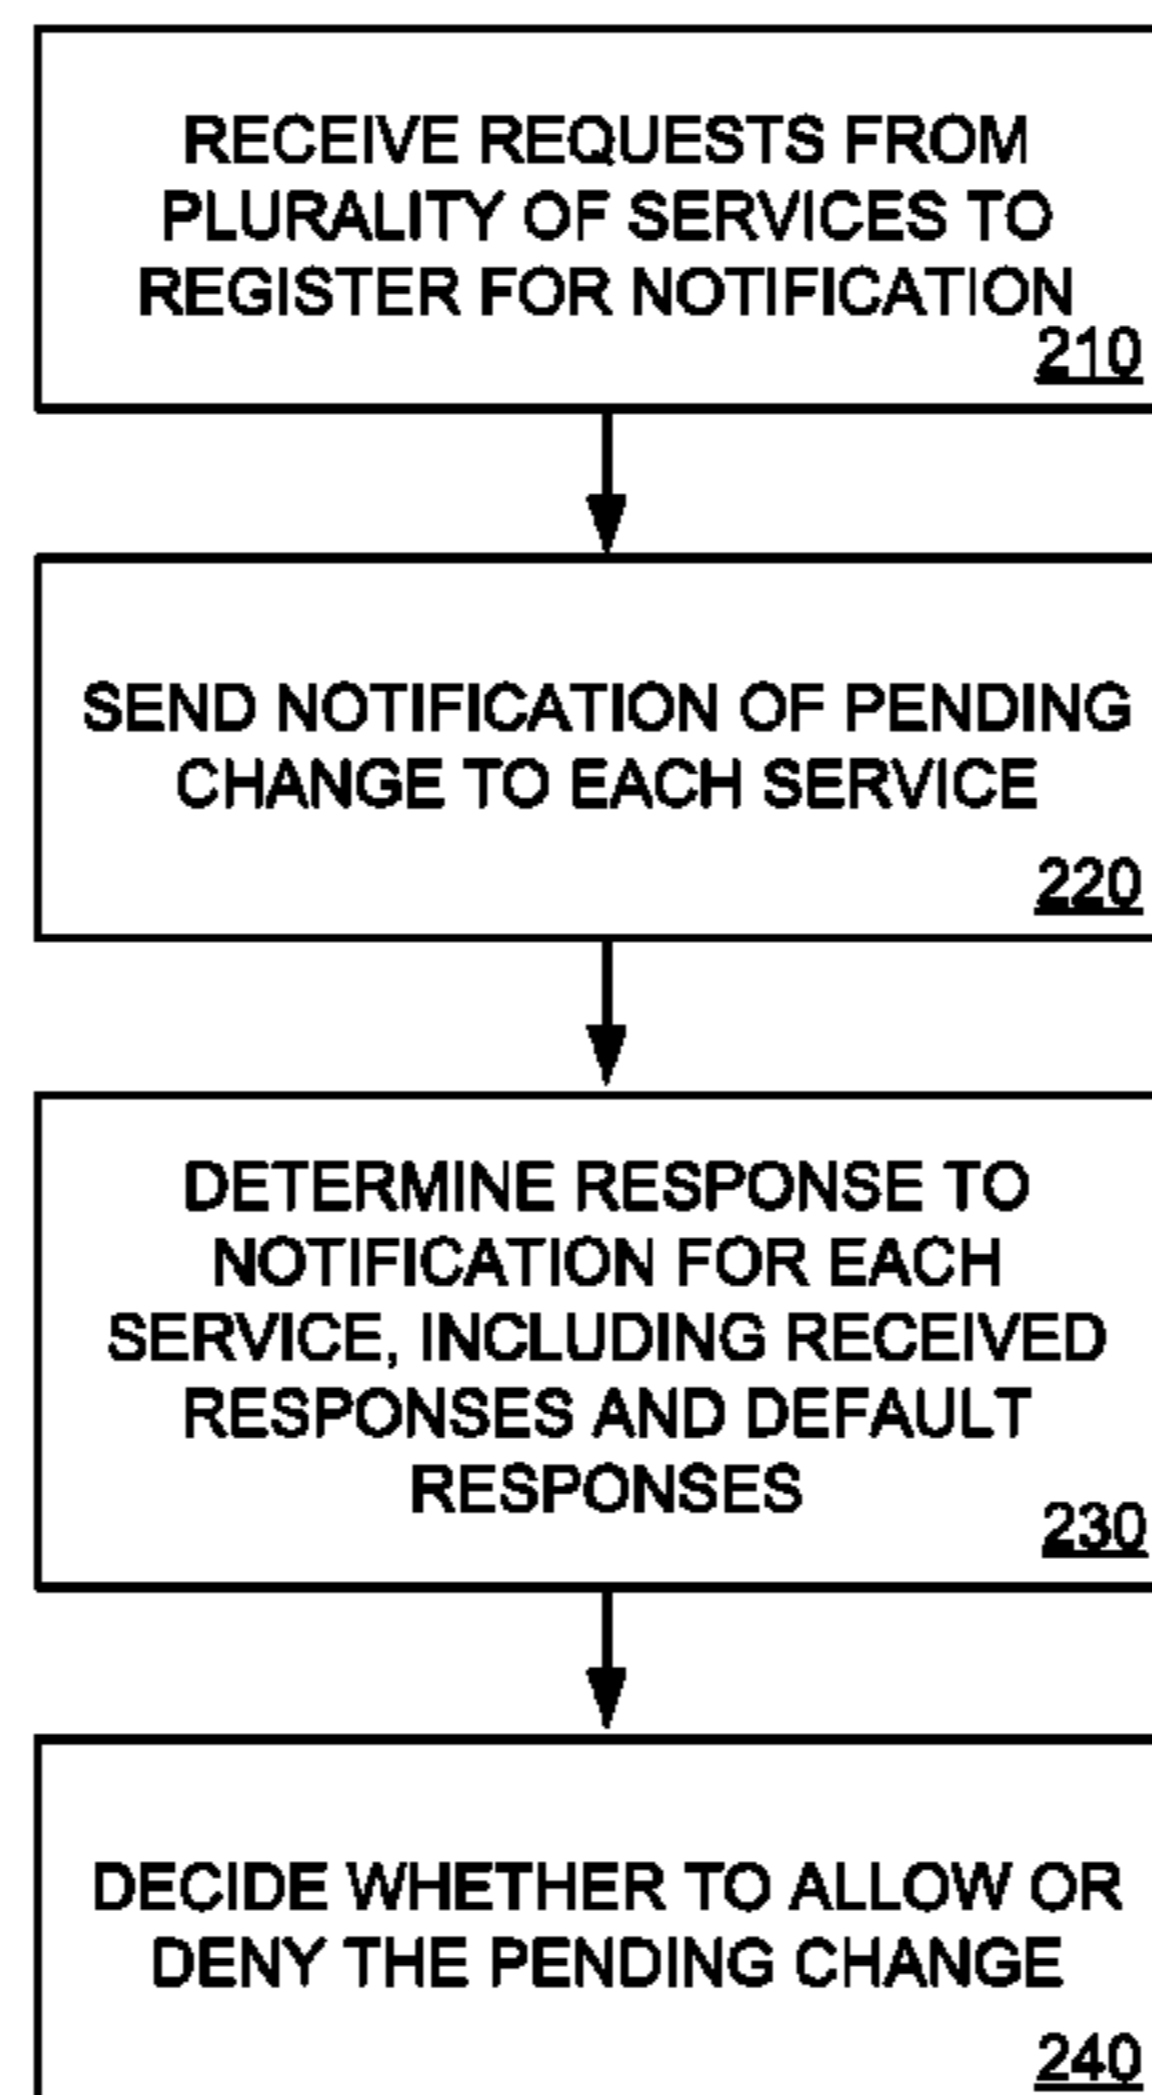 RECEIVE REQUESTS FROM
PLURALITY OF SERVICES TO
REGISTER FOR NOTIFICATION
210
SEND NOTIFICATION OF PENDING
CHANGE TO EACH SERVICE
220
DETERMINE RESPONSE TO
NOTIFICATION FOR EACH
SERVICE, INCLUDING RECEIVED
RESPONSES AND DEFAULT
RESPONSES
230
DECIDE WHETHER TO ALLOW OR
DENY THE PENDING CHANGE
240